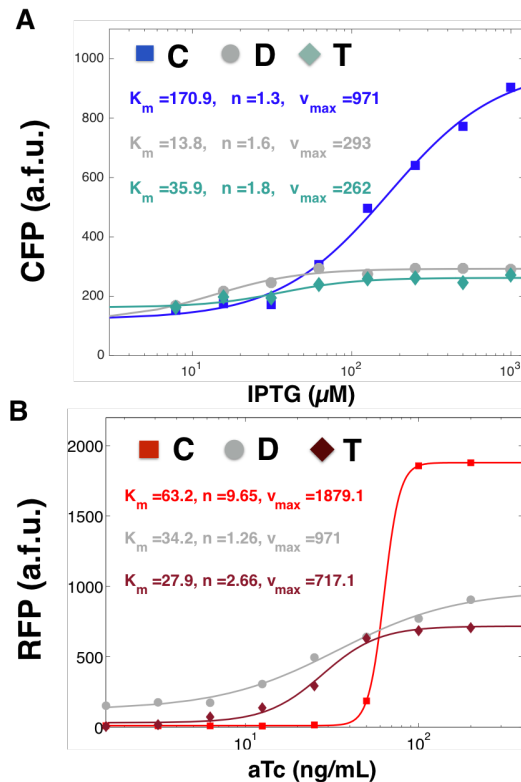 A
C D T
K_m =170.9, n=1.3, v_max =971
K_m =13.8, n=1.6, v_max =293
K_m =35.9, n=1.8, v_max =262
CFP (a.f.u.)
1000
800
600
400
200
0
10^1 10^2 10^3
IPTG (µM)
B
C D T
K_m =63.2, n=9.65, v_max =1879.1
K_m =34.2, n=1.26, v_max =971
K_m =27.9, n=2.66, v_max =717.1
RFP (a.f.u.)
2000
1500
1000
500
0
10^1 10^2
aTc (ng/mL)